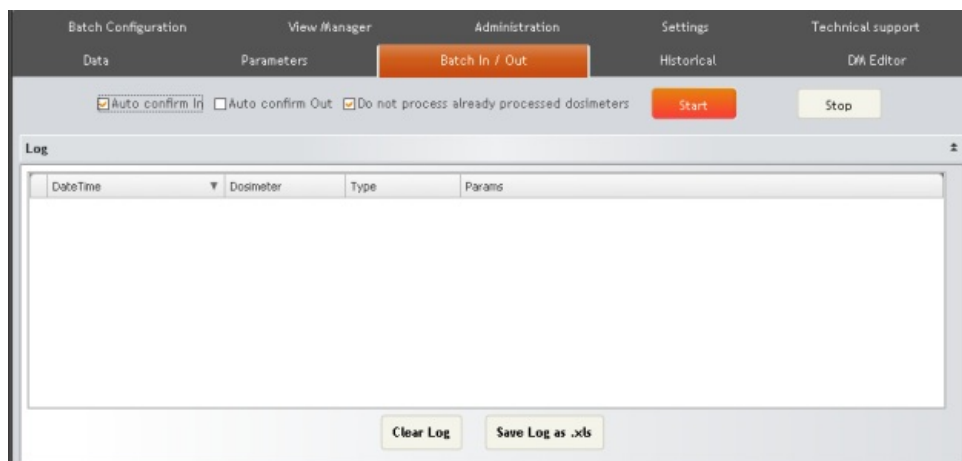 Batch Configuration View Manager Administration Settings Technical support
Data Parameters Batch In / Out Historical DM Editor
Auto confirm In Auto confirm Out Do not process already processed dosimeters Start Stop
Log
DateTime Dosimeter Type Params
Clear Log Save Log as .xls